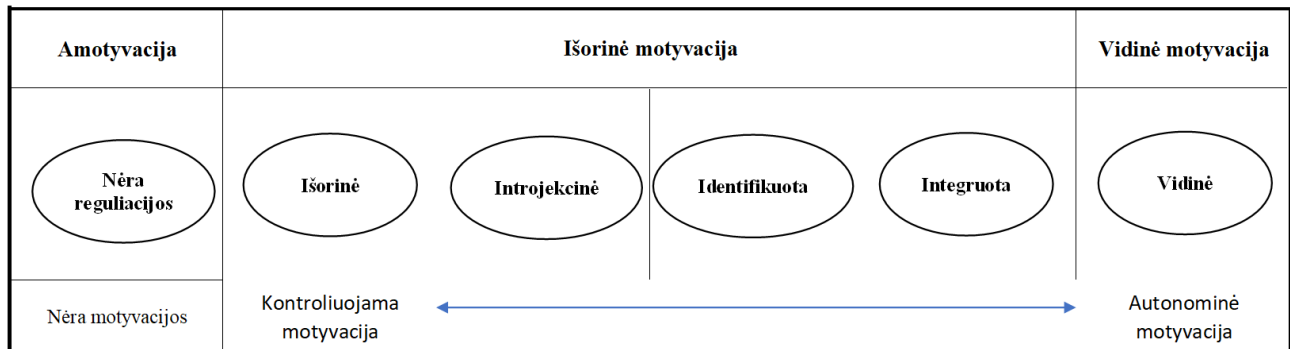 Amotyvacija
Išorinė motyvacija
Vidinė motyvacija
Nėra
reguliacijos
Išorinė
Introjekcinė
Identifikuota
Integruota
Vidinė
Nėra motyvacijos
Kontroliuojama
motyvacija
Autonominė
motyvacija